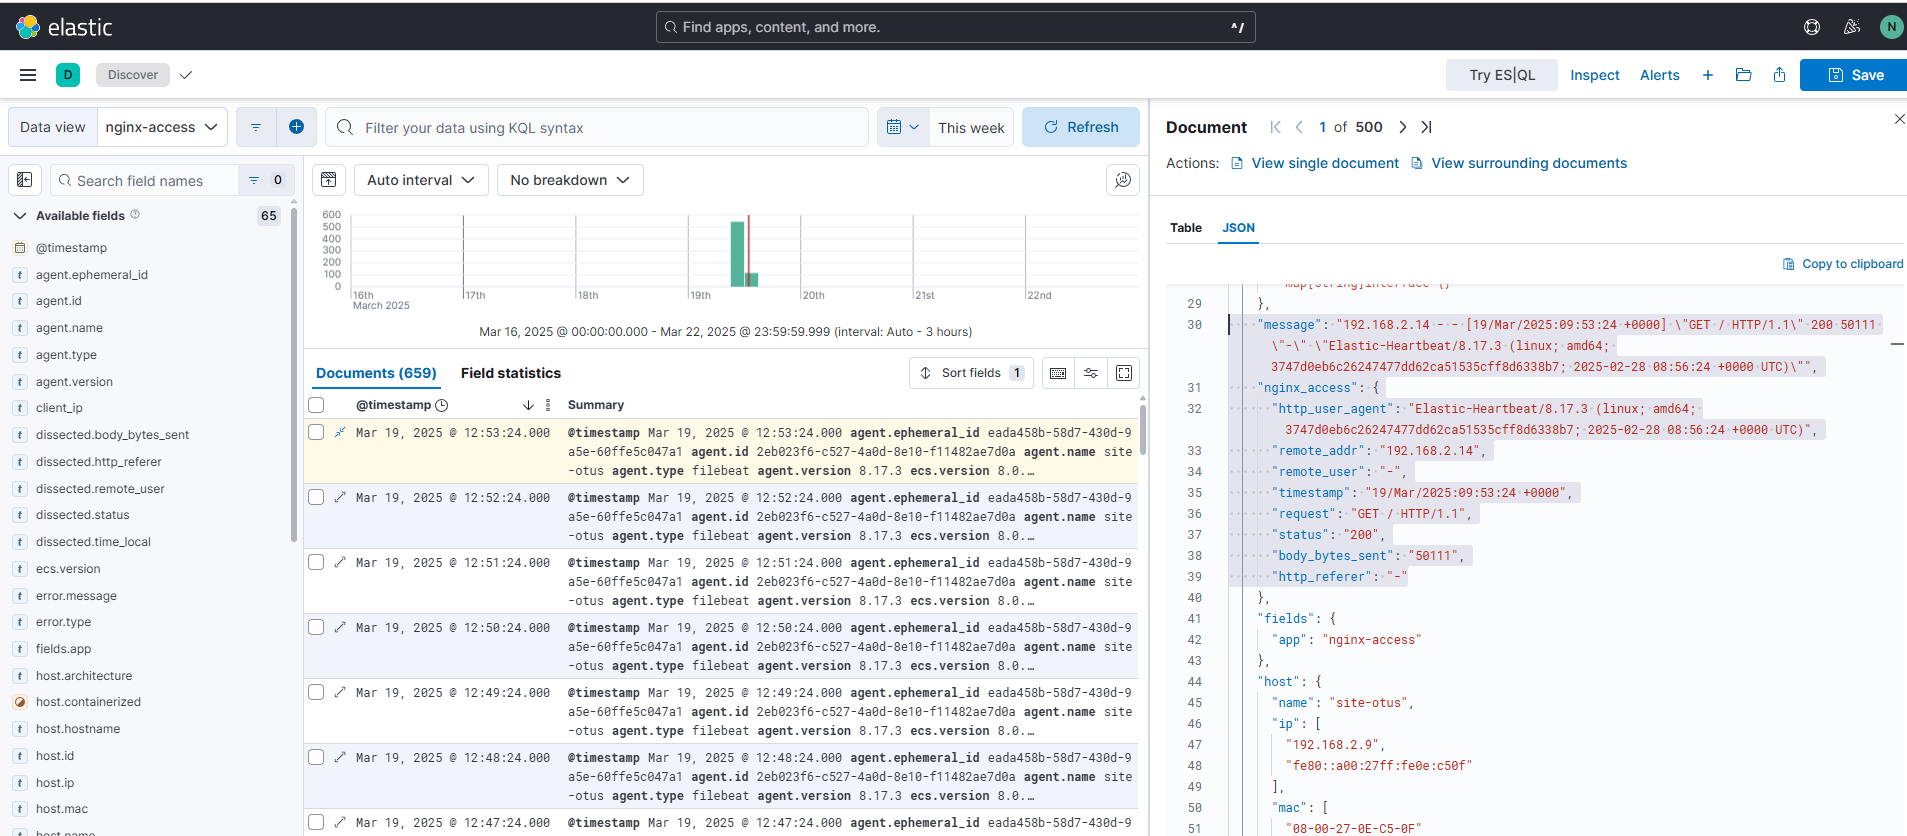 elastic
Find apps, content, and more.
^/
N
D
Discover
Try ES|QL
Inspect
Alerts
Save
Data view
nginx-access
Filter your data using KQL syntax
This week
Refresh
Search field names
0
Available fields
65
@timestamp
agent.ephemeral_id
agent.id
agent.name
agent.type
agent.version
client_ip
dissected.body_bytes_sent
dissected.http_referer
dissected.remote_user
dissected.status
dissected.time_local
ecs.version
error.message
error.type
fields.app
host.architecture
host.containerized
host.hostname
host.id
host.ip
host.mac
host.name
Auto interval
No breakdown
600
500
400
300
200
100
0
16th
March 2025
17th
18th
19th
20th
21st
22nd
Mar 16, 2025 @ 00:00:00.000 - Mar 22, 2025 @ 23:59:59.999 (interval: Auto - 3 hours)
Documents (659)
Field statistics
Sort fields 1
@timestamp
Summary
Mar 19, 2025 @ 12:53:24.000 @timestamp Mar 19, 2025 @ 12:53:24.000 agent.ephemeral_id eada458b-58d7-430d-9
a5e-60ffe5c047a1 agent.id 2eb023f6-c527-4a0d-8e10-f11482ae7d0a agent.name site
-otus agent.type filebeat agent.version 8.17.3 ecs.version 8.0.…
Mar 19, 2025 @ 12:52:24.000 @timestamp Mar 19, 2025 @ 12:52:24.000 agent.ephemeral_id eada458b-58d7-430d-9
a5e-60ffe5c047a1 agent.id 2eb023f6-c527-4a0d-8e10-f11482ae7d0a agent.name site
-otus agent.type filebeat agent.version 8.17.3 ecs.version 8.0.…
Mar 19, 2025 @ 12:51:24.000 @timestamp Mar 19, 2025 @ 12:51:24.000 agent.ephemeral_id eada458b-58d7-430d-9
a5e-60ffe5c047a1 agent.id 2eb023f6-c527-4a0d-8e10-f11482ae7d0a agent.name site
-otus agent.type filebeat agent.version 8.17.3 ecs.version 8.0.…
Mar 19, 2025 @ 12:50:24.000 @timestamp Mar 19, 2025 @ 12:50:24.000 agent.ephemeral_id eada458b-58d7-430d-9
a5e-60ffe5c047a1 agent.id 2eb023f6-c527-4a0d-8e10-f11482ae7d0a agent.name site
-otus agent.type filebeat agent.version 8.17.3 ecs.version 8.0.…
Mar 19, 2025 @ 12:49:24.000 @timestamp Mar 19, 2025 @ 12:49:24.000 agent.ephemeral_id eada458b-58d7-430d-9
a5e-60ffe5c047a1 agent.id 2eb023f6-c527-4a0d-8e10-f11482ae7d0a agent.name site
-otus agent.type filebeat agent.version 8.17.3 ecs.version 8.0.…
Mar 19, 2025 @ 12:48:24.000 @timestamp Mar 19, 2025 @ 12:48:24.000 agent.ephemeral_id eada458b-58d7-430d-9
a5e-60ffe5c047a1 agent.id 2eb023f6-c527-4a0d-8e10-f11482ae7d0a agent.name site
-otus agent.type filebeat agent.version 8.17.3 ecs.version 8.0.…
Mar 19, 2025 @ 12:47:24.000 @timestamp Mar 19, 2025 @ 12:47:24.000 agent.ephemeral_id eada458b-58d7-430d-9
Document
1 of 500
Actions: View single document View surrounding documents
Table
JSON
Copy to clipboard
map[string]interface {}
29 },
30 "message": "192.168.2.14 - - [19/Mar/2025:09:53:24 +0000] \"GET / HTTP/1.1\" 200 50111
\"-\" \"Elastic-Heartbeat/8.17.3 (linux; amd64;
3747d0eb6c26247477dd62ca51535cff8d6338b7; 2025-02-28 08:56:24 +0000 UTC)\"",
31 "nginx_access": {
32 "http_user_agent": "Elastic-Heartbeat/8.17.3 (linux; amd64;
3747d0eb6c26247477dd62ca51535cff8d6338b7; 2025-02-28 08:56:24 +0000 UTC)",
33 "remote_addr": "192.168.2.14",
34 "remote_user": "-",
35 "timestamp": "19/Mar/2025:09:53:24 +0000",
36 "request": "GET / HTTP/1.1",
37 "status": "200",
38 "body_bytes_sent": "50111",
39 "http_referer": "-"
40 },
41 "fields": {
42 "app": "nginx-access"
43 },
44 "host": {
45 "name": "site-otus",
46 "ip": [
47 "192.168.2.9",
48 "fe80::a00:27ff:fe0e:c50f"
49 ],
50 "mac": [
51 "08-00-27-0E-C5-0F"